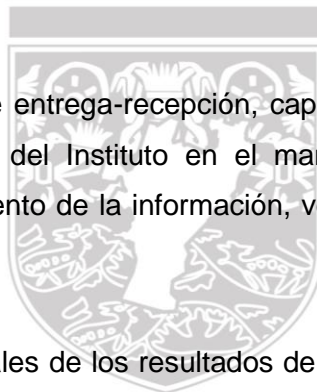 e entrega-recepción, cap
del Instituto en el mar
ento de la información, v
ales de los resultados de